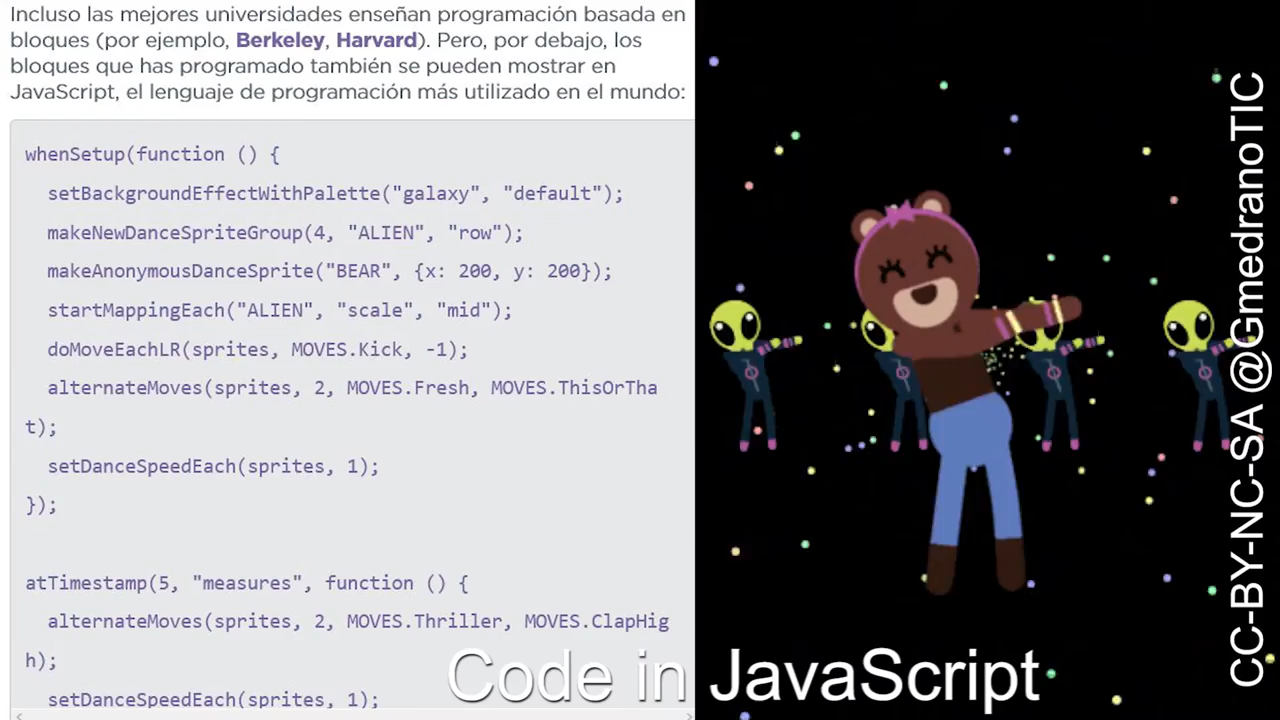 Incluso las mejores universidades enseñan programación basada en
bloques (por ejemplo, Berkeley, Harvard). Pero, por debajo, los
bloques que has programado también se pueden mostrar en
JavaScript, el lenguaje de programación más utilizado en el mundo:
whenSetup(function () {
  setBackgroundEffectWithPalette("galaxy", "default");
  makeNewDanceSpriteGroup(4, "ALIEN", "row");
  makeAnonymousDanceSprite("BEAR", {x: 200, y: 200});
  startMappingEach("ALIEN", "scale", "mid");
  doMoveEachLR(sprites, MOVES.Kick, -1);
  alternateMoves(sprites, 2, MOVES.Fresh, MOVES.ThisOrTha
t);
  setDanceSpeedEach(sprites, 1);
});
atTimestamp(5, "measures", function () {
  alternateMoves(sprites, 2, MOVES.Thriller, MOVES.ClapHig
h);
  setDanceSpeedEach(sprites, 1);
Code in JavaScript
CC-BY-NC-SA @GmedranoTIC